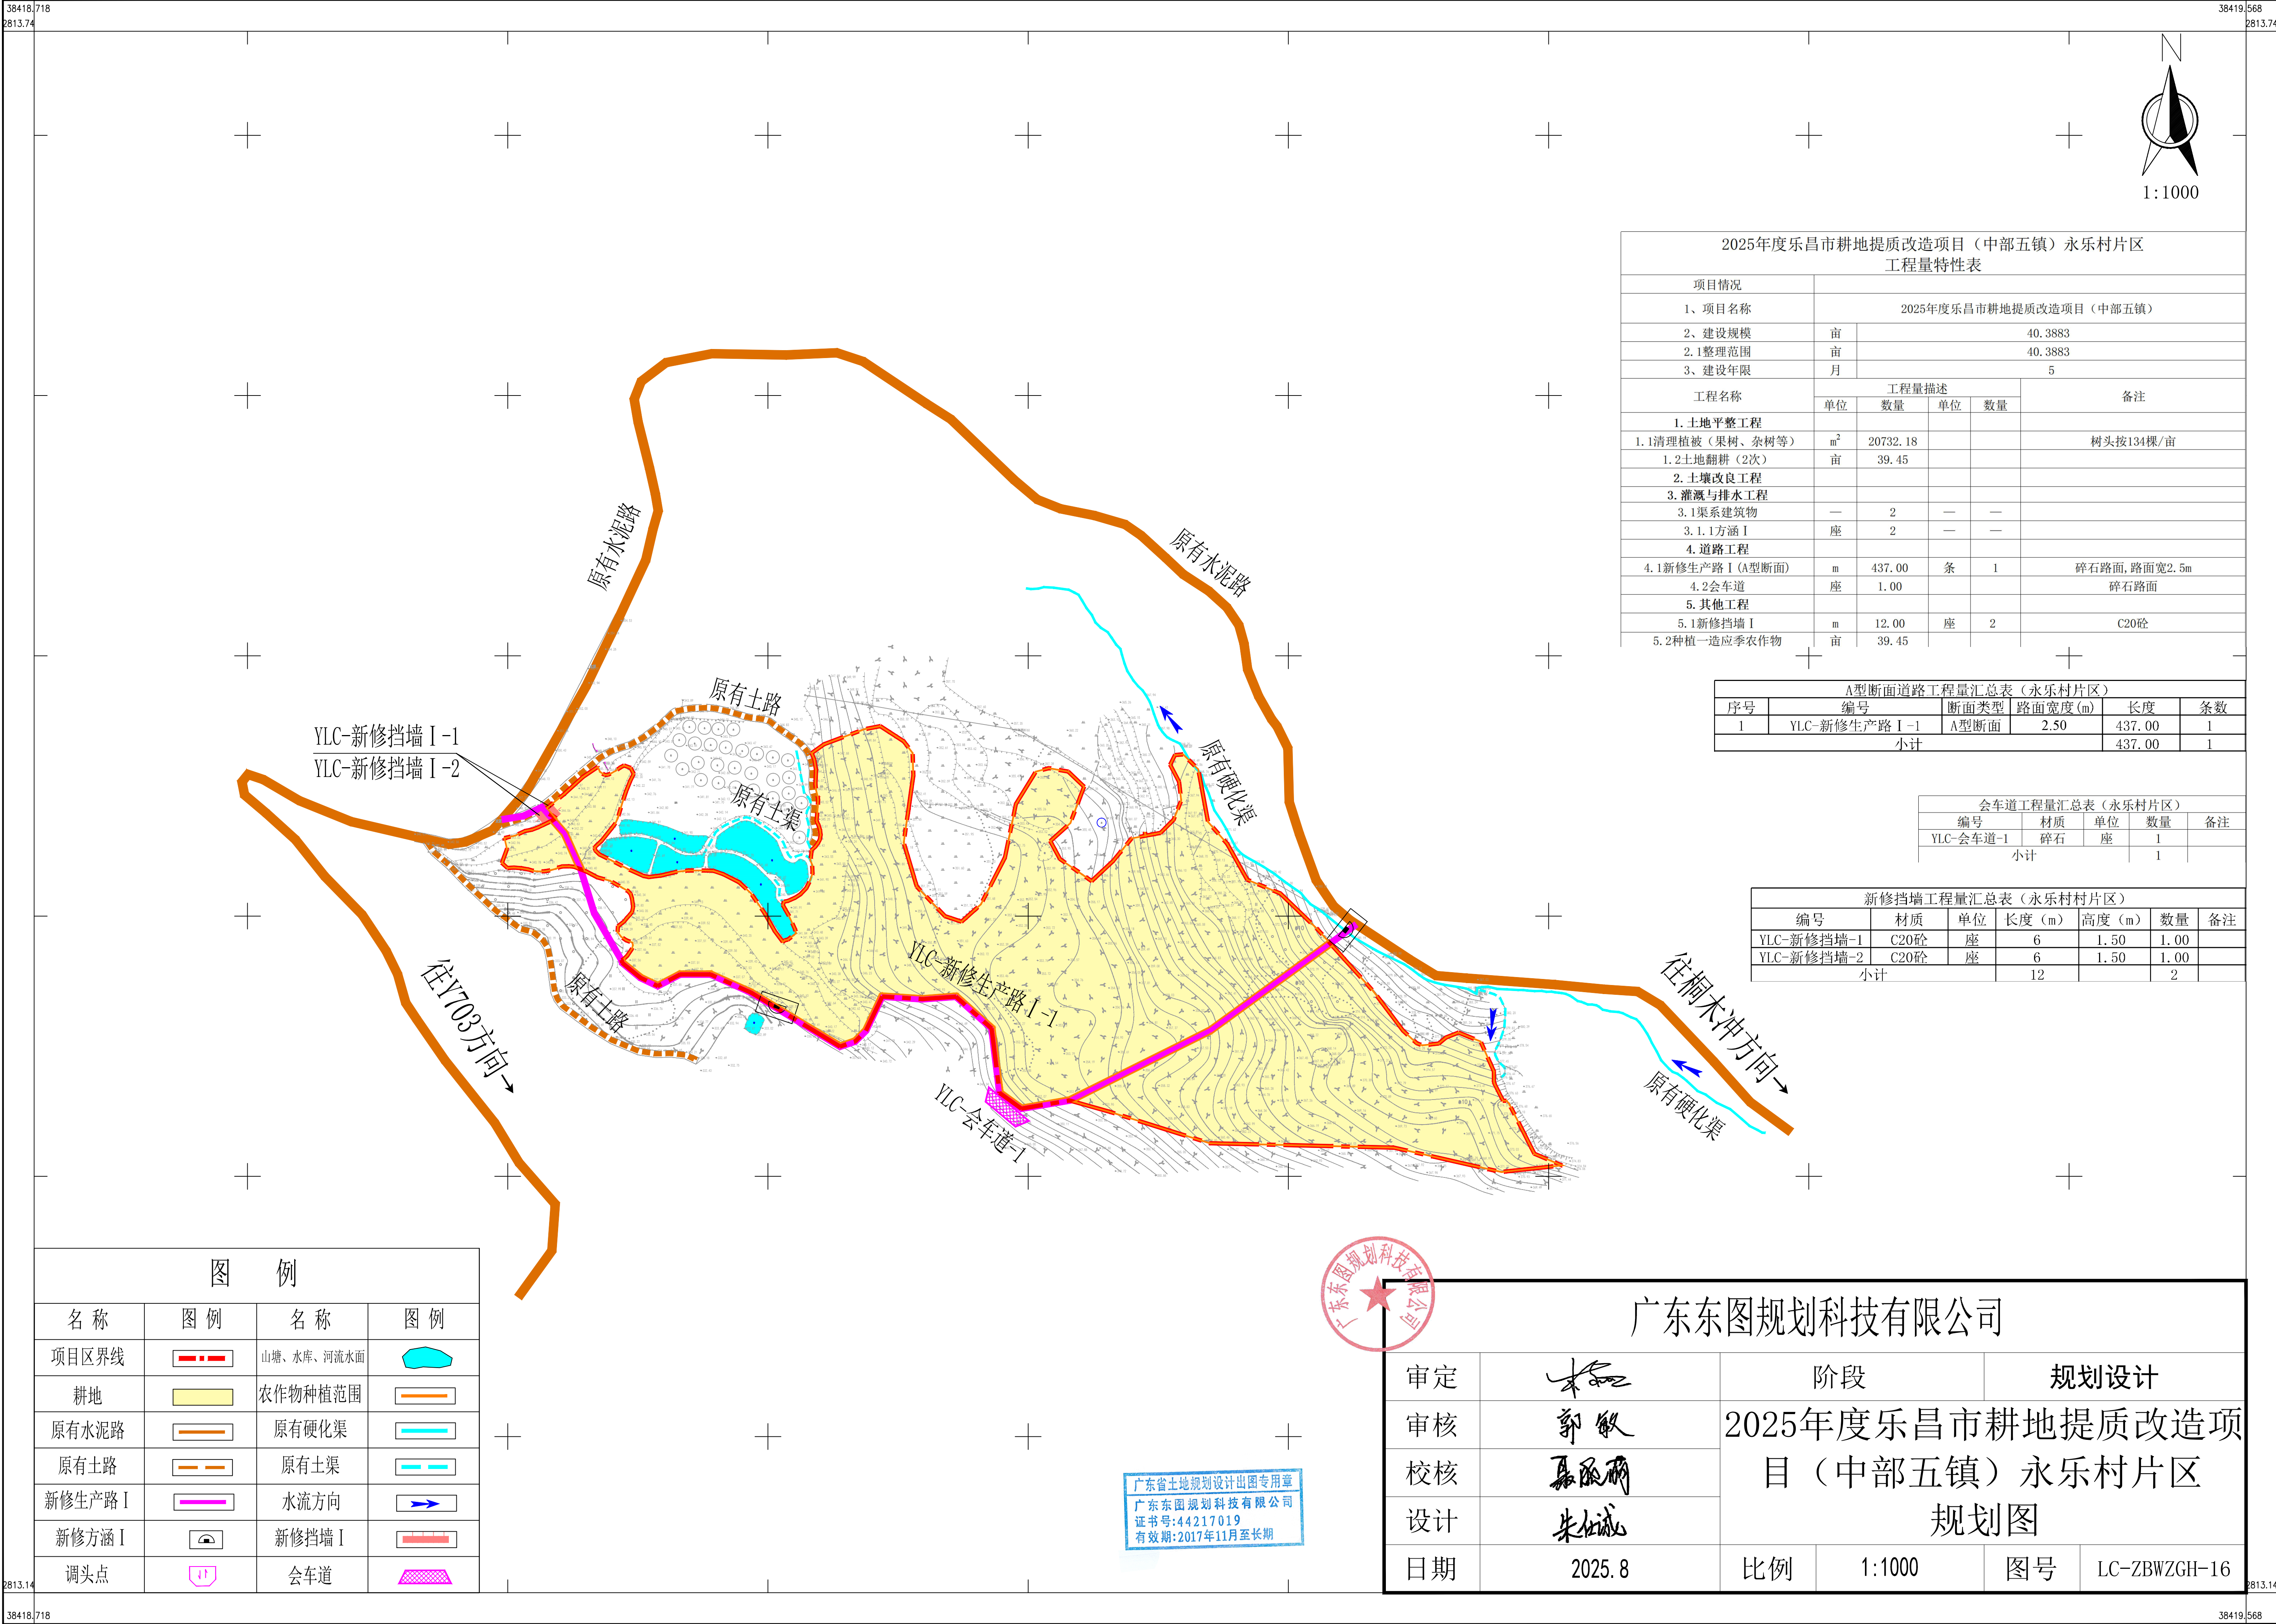 38418.718
2813.74
38419.568
2813.74
N
1:1000
2025年度乐昌市耕地提质改造项目（中部五镇）永乐村片区
工程量特性表
项目情况
1、项目名称 2025年度乐昌市耕地提质改造项目（中部五镇）
2、建设规模 亩 40.3883
2.1整理范围 亩 40.3883
3、建设年限 月 5
工程名称 工程量描述 备注
单位 数量 单位 数量
1.土地平整工程
1.1清理植被（果树、杂树等） m² 20732.18 树头按134棵/亩
1.2土地翻耕（2次） 亩 39.45
2.土壤改良工程
3.灌溉与排水工程
3.1渠系建筑物 — 2 — —
3.1.1方涵Ⅰ 座 2 — —
4.道路工程
4.1新修生产路Ⅰ(A型断面) m 437.00 条 1 碎石路面,路面宽2.5m
4.2会车道 座 1.00 碎石路面
5.其他工程
5.1新修挡墙Ⅰ m 12.00 座 2 C20砼
5.2种植一造应季农作物 亩 39.45
A型断面道路工程量汇总表（永乐村片区）
序号 编号 断面类型 路面宽度(m) 长度 条数
1 YLC-新修生产路Ⅰ-1 A型断面 2.50 437.00 1
小计 437.00 1
会车道工程量汇总表（永乐村片区）
编号 材质 单位 数量 备注
YLC-会车道-1 碎石 座 1
小计 1
新修挡墙工程量汇总表（永乐村村片区）
编号 材质 单位 长度（m） 高度（m） 数量 备注
YLC-新修挡墙-1 C20砼 座 6 1.50 1.00
YLC-新修挡墙-2 C20砼 座 6 1.50 1.00
小计 12 2
原有水泥路
原有水泥路
原有土路
YLC-新修挡墙Ⅰ-1
YLC-新修挡墙Ⅰ-2
原有土渠
原有硬化渠
YLC-新修生产路Ⅰ-1
原有土路
往Y703方向→
往桐木冲方向→
原有硬化渠
YLC-会车道-1
图 例
名 称 图 例 名 称 图 例
项目区界线 山塘、水库、河流水面
耕地 农作物种植范围
原有水泥路 原有硬化渠
原有土路 原有土渠
新修生产路Ⅰ 水流方向
新修方涵Ⅰ 新修挡墙Ⅰ
调头点 会车道
广东省土地规划设计出图专用章
广东东图规划科技有限公司
证书号:44217019
有效期:2017年11月至长期
广东东图规划科技有限公司
广东东图规划科技有限公司
审定 阶段 规划设计
审核 郭敏
校核
设计 朱仕诚
2025年度乐昌市耕地提质改造项
目（中部五镇）永乐村片区
规划图
日期 2025.8 比例 1:1000 图号 LC-ZBWZGH-16
2813.14
38418.718
2813.14
38419.568